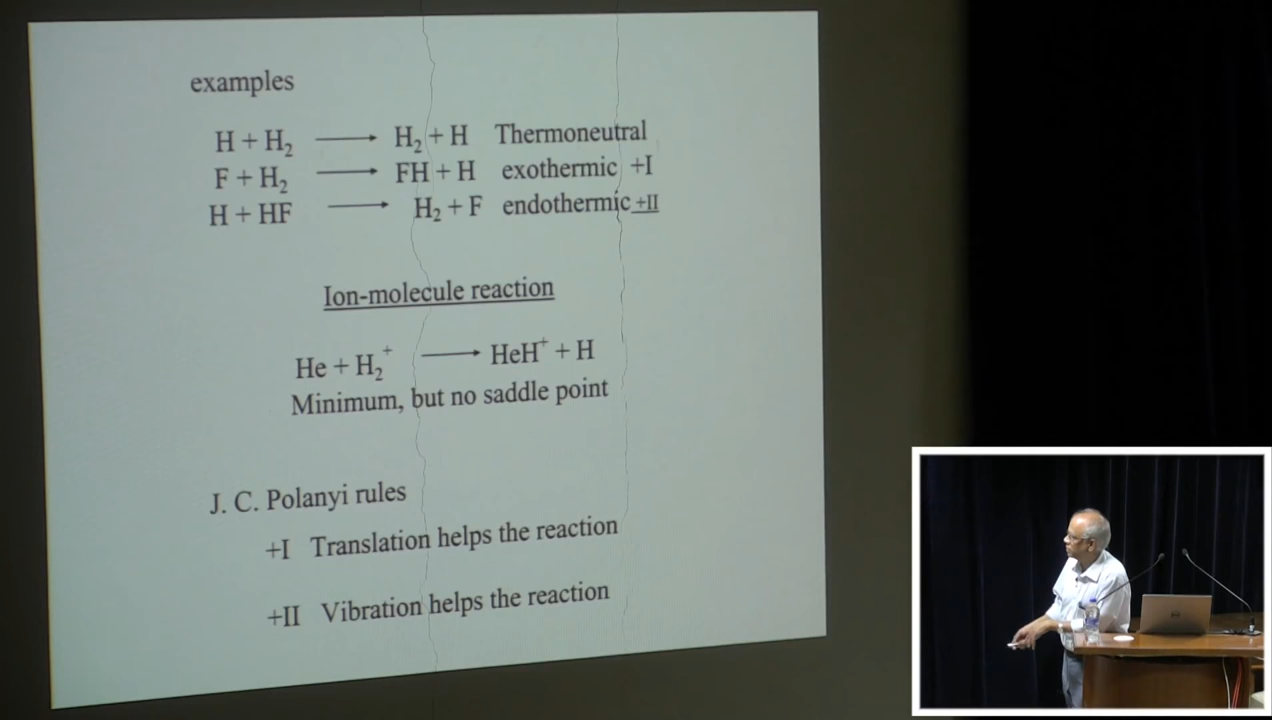 examples
H + H₂ ⟶ H₂ + H Thermoneutral
F + H₂ ⟶ FH + H exothermic +I
H + HF ⟶ H₂ + F endothermic +II
Ion-molecule reaction
He + H₂⁺ ⟶ HeH⁺ + H
Minimum, but no saddle point
J. C. Polanyi rules
+I Translation helps the reaction
+II Vibration helps the reaction